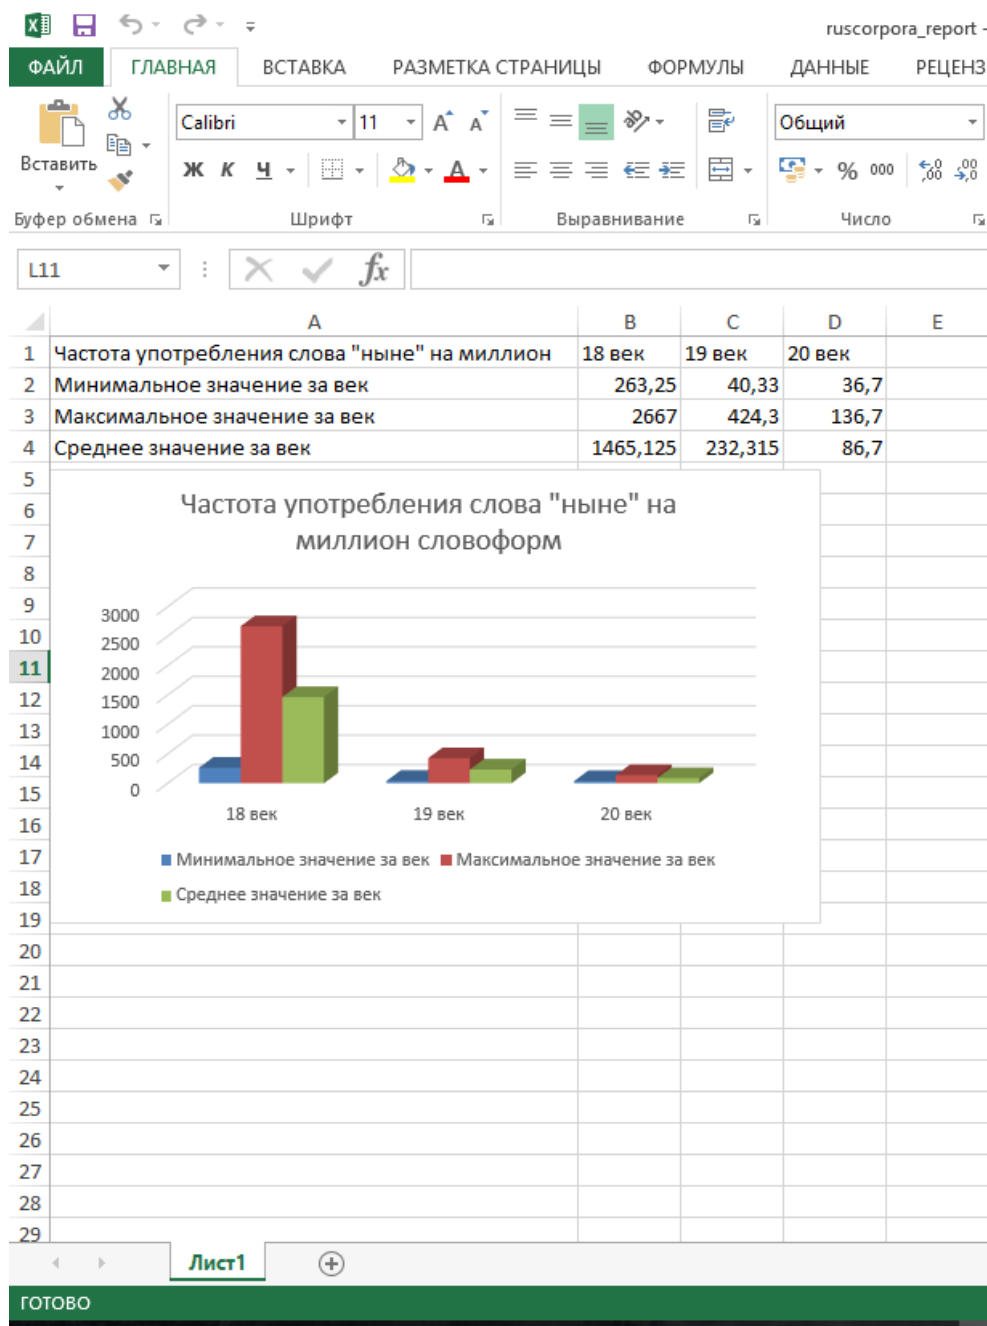 ruscorpora_report -
ФАЙЛ ГЛАВНАЯ ВСТАВКА РАЗМЕТКА СТРАНИЦЫ ФОРМУЛЫ ДАННЫЕ РЕЦЕНЗ
Calibri 11 A A Общий
Вставить Ж К Ч A % 000 ,0 ,00 ,00 ,0
Буфер обмена Шрифт Выравнивание Число
L11 fx
A B C D E
1 Частота употребления слова "ныне" на миллион 18 век 19 век 20 век
2 Минимальное значение за век 263,25 40,33 36,7
3 Максимальное значение за век 2667 424,3 136,7
4 Среднее значение за век 1465,125 232,315 86,7
5
6 Частота употребления слова "ныне" на
7 миллион словоформ
8
9
3000
10
2500
11 2000
12 1500
13 1000
14 500
15 0
16 18 век 19 век 20 век
17 Минимальное значение за век Максимальное значение за век
18 Среднее значение за век
19
20
21
22
23
24
25
26
27
28
29
Лист1
ГОТОВО